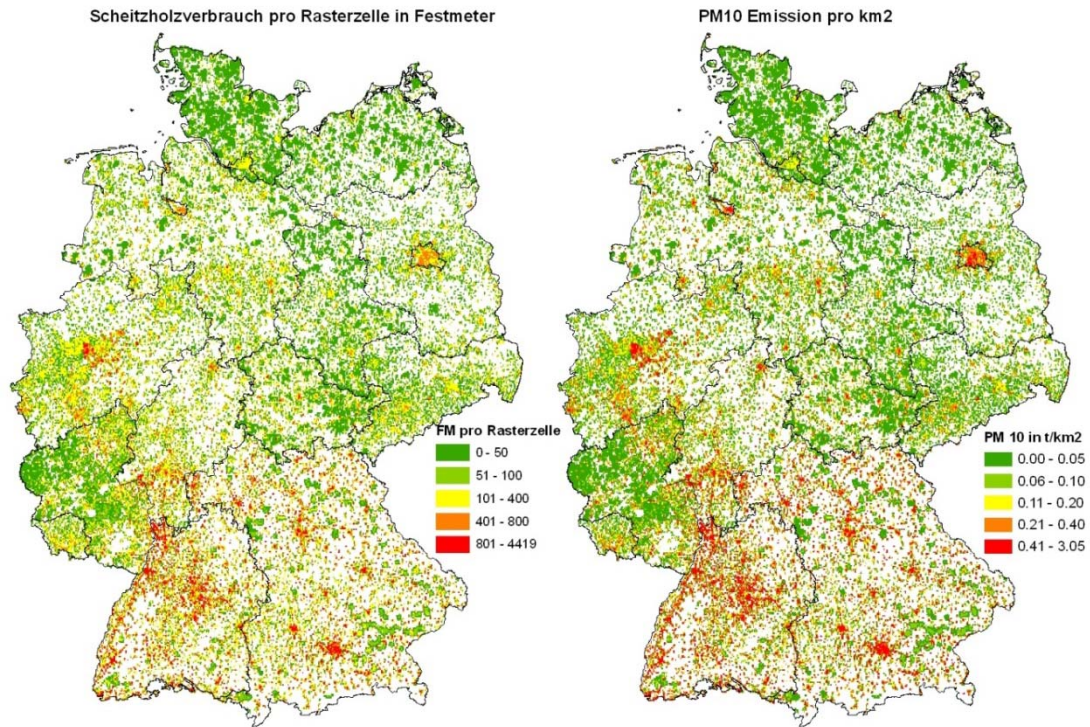 Scheitzholzverbrauch pro Rasterzelle in Festmeter
PM10 Emission pro km2
FM pro Rasterzelle
0 - 50
51 - 100
101 - 400
401 - 800
801 - 4419
PM 10 in t/km2
0.00 - 0.05
0.06 - 0.10
0.11 - 0.20
0.21 - 0.40
0.41 - 3.05